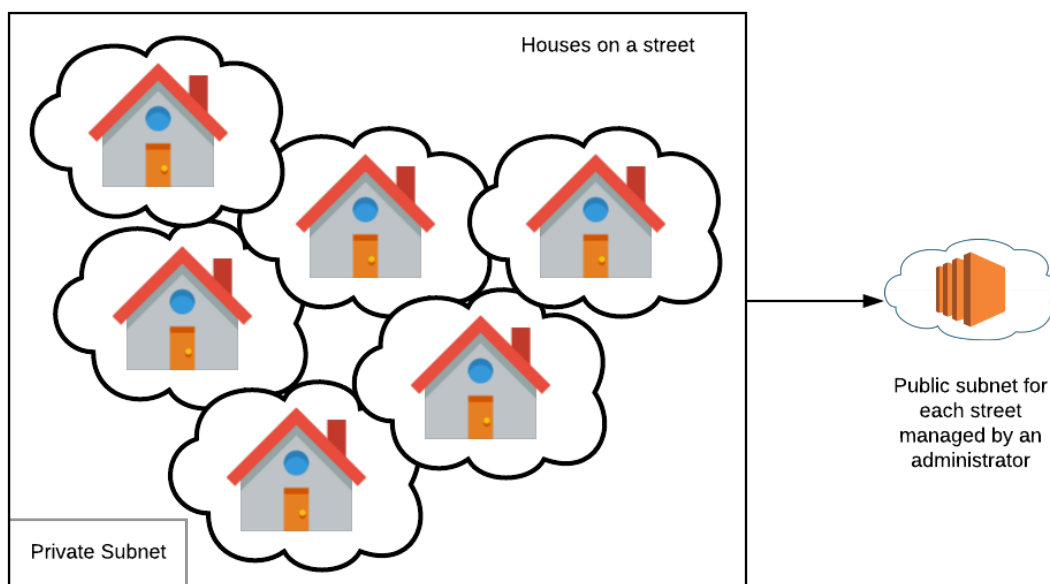 Houses on a street
Public subnet for
each street
managed by an
administrator
Private Subnet